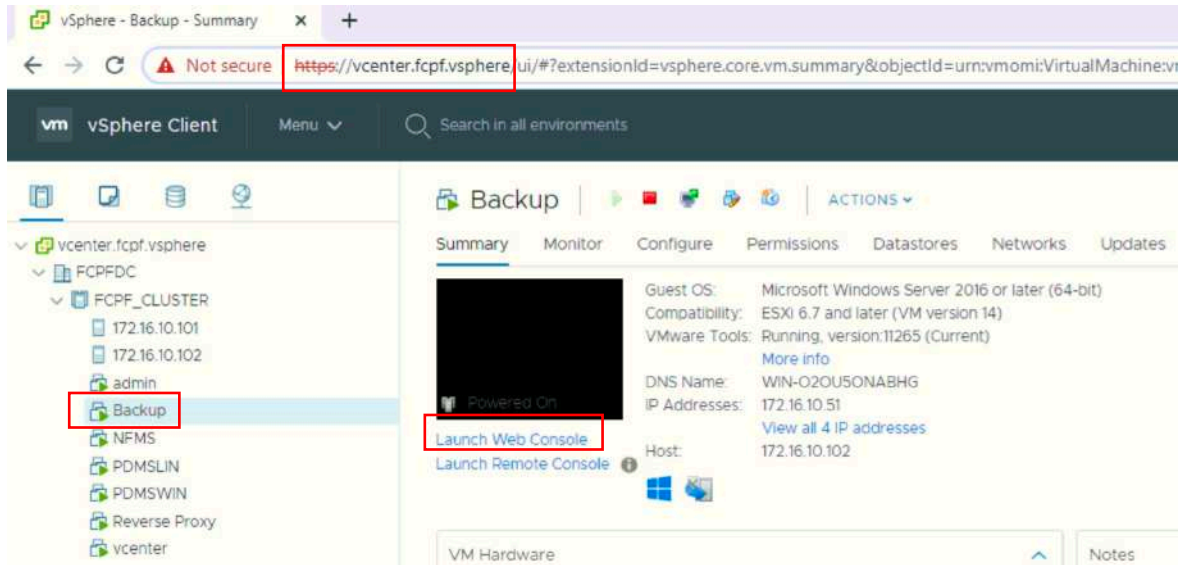 vSphere - Backup - Summary
Not secure https://vcenter.fcpf.vsphere/ui/#?extensionId=vsphere.core.vm.summary&objectId=urn:vmomi:VirtualMachine:vr
vm vSphere Client Menu Search in all environments
Backup ACTIONS
Summary Monitor Configure Permissions Datastores Networks Updates
vcenter.fcpf.vsphere
FCPFDC
FCPF_CLUSTER
172.16.10.101
172.16.10.102
admin
Backup
NFMS
PDMSLIN
PDMSWIN
Reverse Proxy
vcenter
Powered On
Launch Web Console
Launch Remote Console
Guest OS: Microsoft Windows Server 2016 or later (64-bit)
Compatibility: ESXi 6.7 and later (VM version 14)
VMware Tools: Running, version:11265 (Current)
More info
DNS Name: WIN-O2OU5ONABHG
IP Addresses: 172.16.10.51
View all 4 IP addresses
Host: 172.16.10.102
VM Hardware
Notes